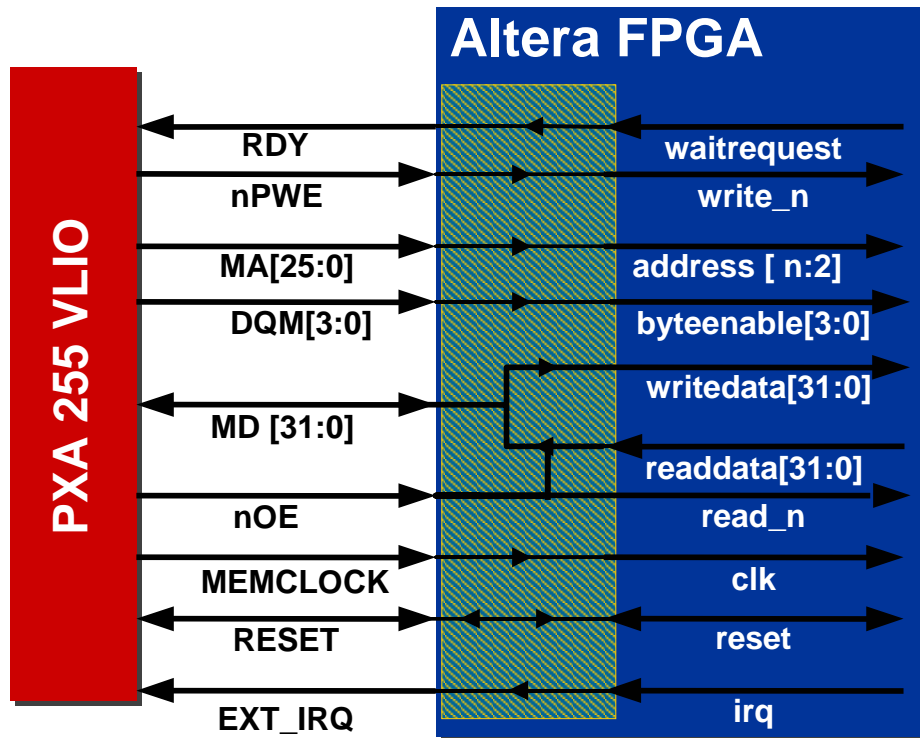 Altera FPGA
PXA 255 VLIO
RDY
waitrequest
nPWE
write_n
MA[25:0]
address [ n:2]
DQM[3:0]
byteenable[3:0]
writedata[31:0]
MD [31:0]
readdata[31:0]
nOE
read_n
MEMCLOCK
clk
RESET
reset
EXT_IRQ
irq